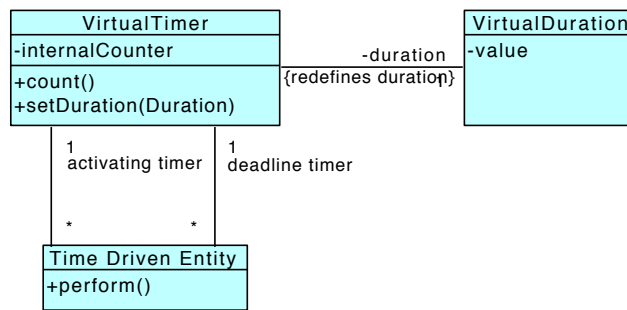 VirtualTimer
-internalCounter
+count()
+setDuration(Duration)
-duration
{redefines duration}
1
VirtualDuration
-value
1
activating timer
1
deadline timer
*
*
Time Driven Entity
+perform()